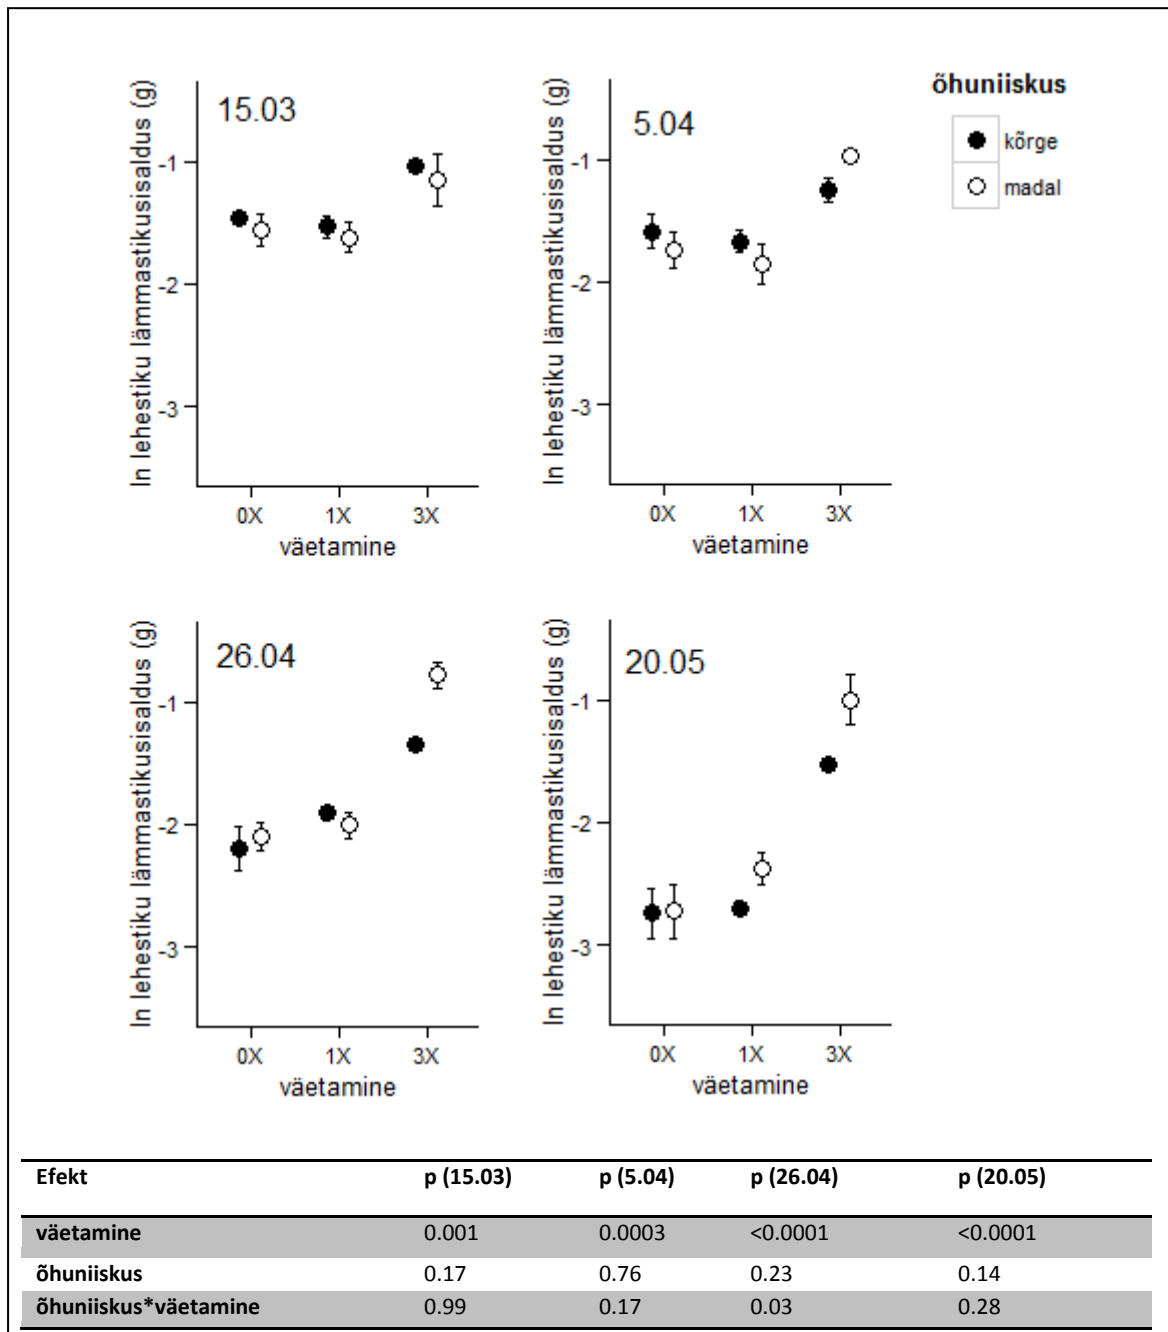 15.03
ln lehestiku lämmastikusisaldus (g)
-1
-2
-3
0X 1X 3X
väetamine
5.04
ln lehestiku lämmastikusisaldus (g)
-1
-2
-3
0X 1X 3X
väetamine
õhuniiskus
kõrge
madal
26.04
ln lehestiku lämmastikusisaldus (g)
-1
-2
-3
0X 1X 3X
väetamine
20.05
ln lehestiku lämmastikusisaldus (g)
-1
-2
-3
0X 1X 3X
väetamine
Efekt p (15.03) p (5.04) p (26.04) p (20.05)
väetamine 0.001 0.0003 <0.0001 <0.0001
õhuniiskus 0.17 0.76 0.23 0.14
õhuniiskus*väetamine 0.99 0.17 0.03 0.28